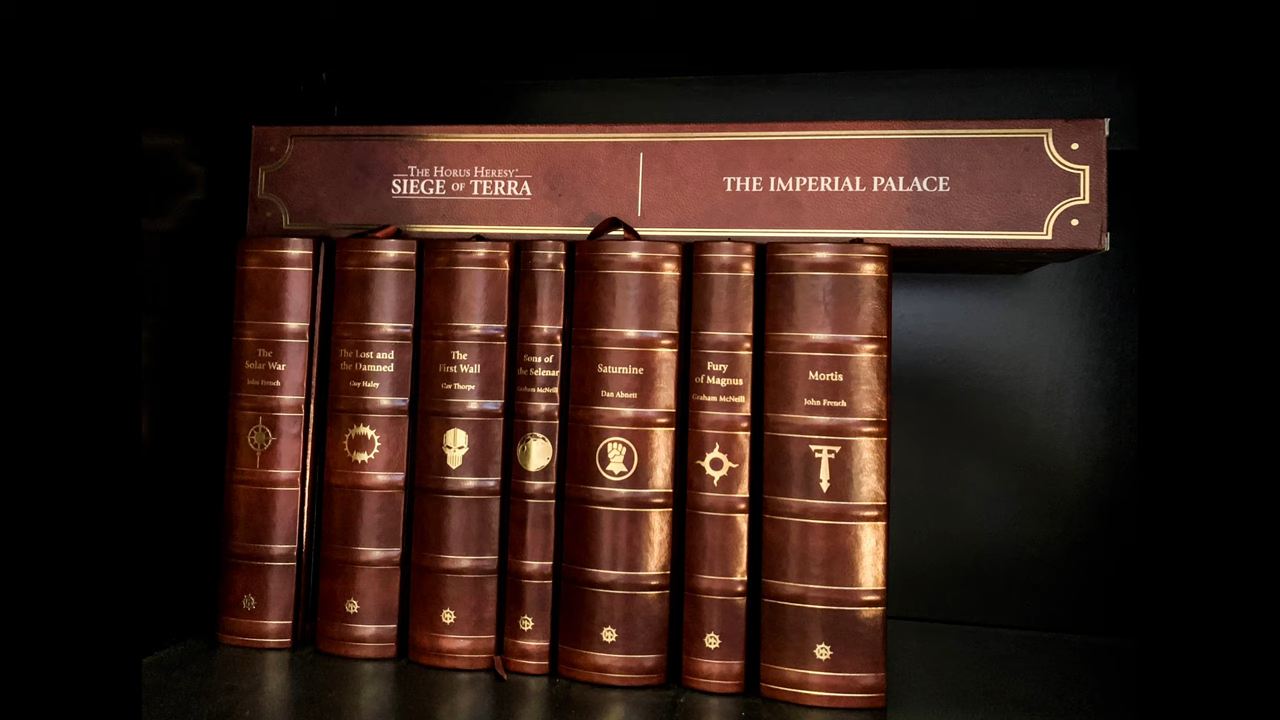 THE HORUS HERESY
SIEGE OF TERRA
THE IMPERIAL PALACE
The
Solar War
John French
The Lost and
the Damned
Guy Haley
The
First Wall
Gav Thorpe
Sons of
the Selenar
Graham McNeill
Saturnine
Dan Abnett
Fury
of Magnus
Graham McNeill
Mortis
John French